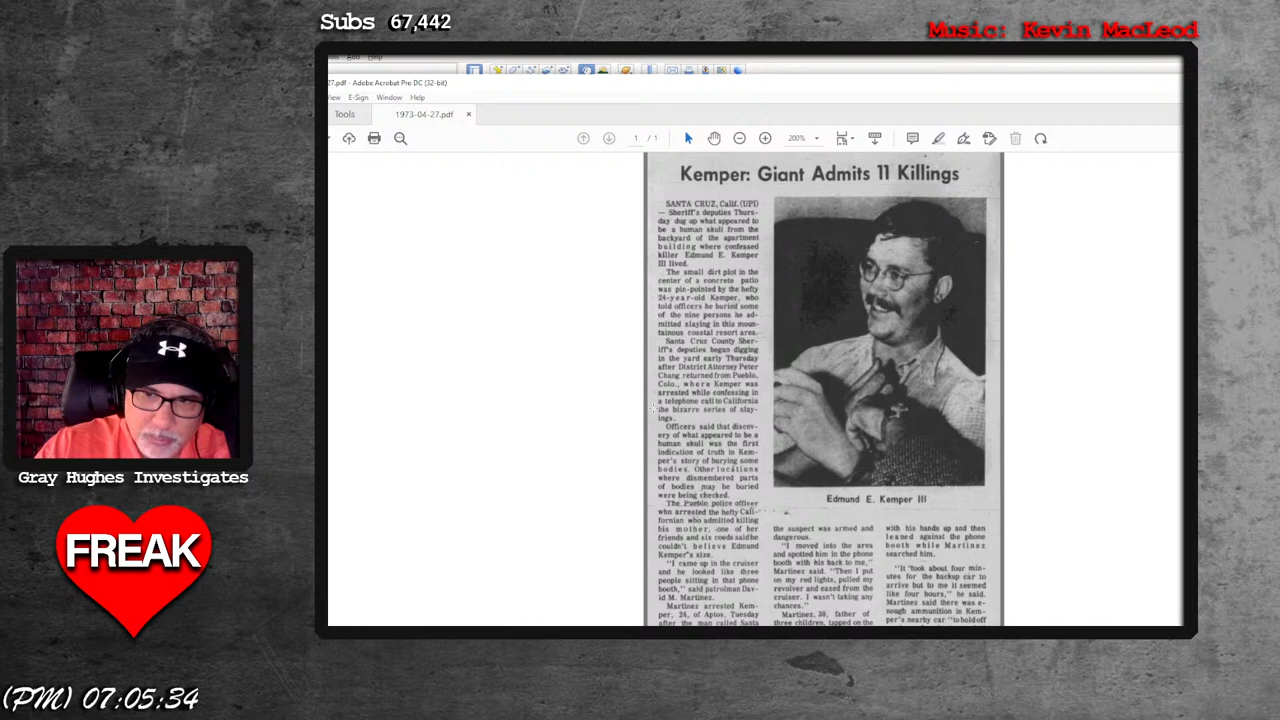 Subs 67,442
Music: Kevin MacLeod
Add Help
27.pdf - Adobe Acrobat Pro DC (32-bit)
View E-Sign Window Help
Tools 1973-04-27.pdf ×
1 / 1 200%
Kemper: Giant Admits 11 Killings
SANTA CRUZ, Calif. (UPI)
— Sheriff's deputies Thurs-
day dug up what appeared to
be a human skull from the
backyard of the apartment
building where confessed
killer Edmund E. Kemper
III lived.
The small dirt plot in the
center of a concrete patio
was pin-pointed by the hefty
24-year-old Kemper, who
told officers he buried some
of the nine persons he ad-
mitted slaying in this moun-
tainous coastal resort area.
Santa Cruz County Sher-
iff's deputies began digging
in the yard early Thursday
after District Attorney Peter
Chang returned from Pueblo,
Colo., where Kemper was
arrested while confessing in
a telephone call to California
the bizarre series of slay-
ings.
Officers said that discov-
ery of what appeared to be a
human skull was the first
indication of truth in Kem-
per's story of burying some
bodies. Other locations
where dismembered parts
of bodies may be buried
were being checked.
The Pueblo police officer
who arrested the hefty Cali-
fornian who admitted killing
his mother, one of her
friends and six coeds said he
couldn't believe Edmund
Kemper's size.
"I came up in the cruiser
and he looked like three
people sitting in that phone
booth," said patrolman Dav-
id M. Martinez.
Martinez arrested Kem-
per, 24, of Aptos, Tuesday
after the man called Santa
Edmund E. Kemper III
the suspect was armed and
dangerous.
"I moved into the area
and spotted him in the phone
booth with his back to me,"
Martinez said. "Then I put
on my red lights, pulled my
revolver and eased from the
cruiser. I wasn't taking any
chances."
Martinez, 30, father of
three children, tapped on the
with his hands up and then
leaned against the phone
booth while Martinez
searched him.
"It took about four min-
utes for the backup car to
arrive but to me it seemed
like four hours," he said.
Martinez said there was e-
nough ammunition in Kem-
per's nearby car "to hold off
Gray Hughes Investigates
FREAK
(PM) 07:05:34